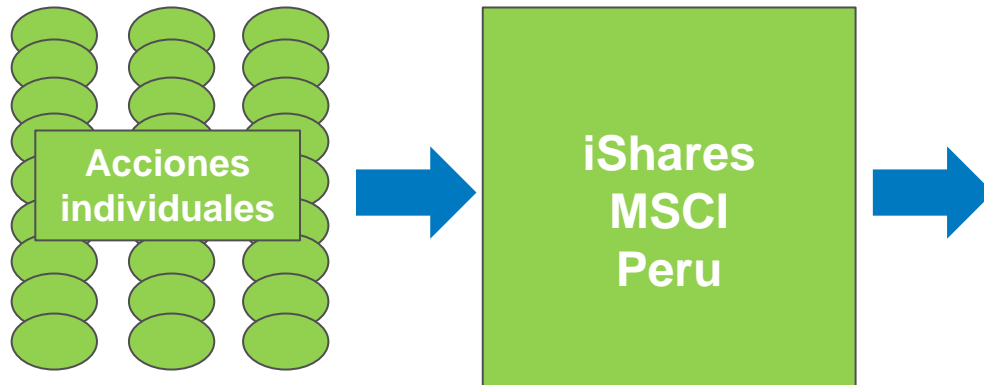 Acciones
individuales
iShares
MSCI
Peru